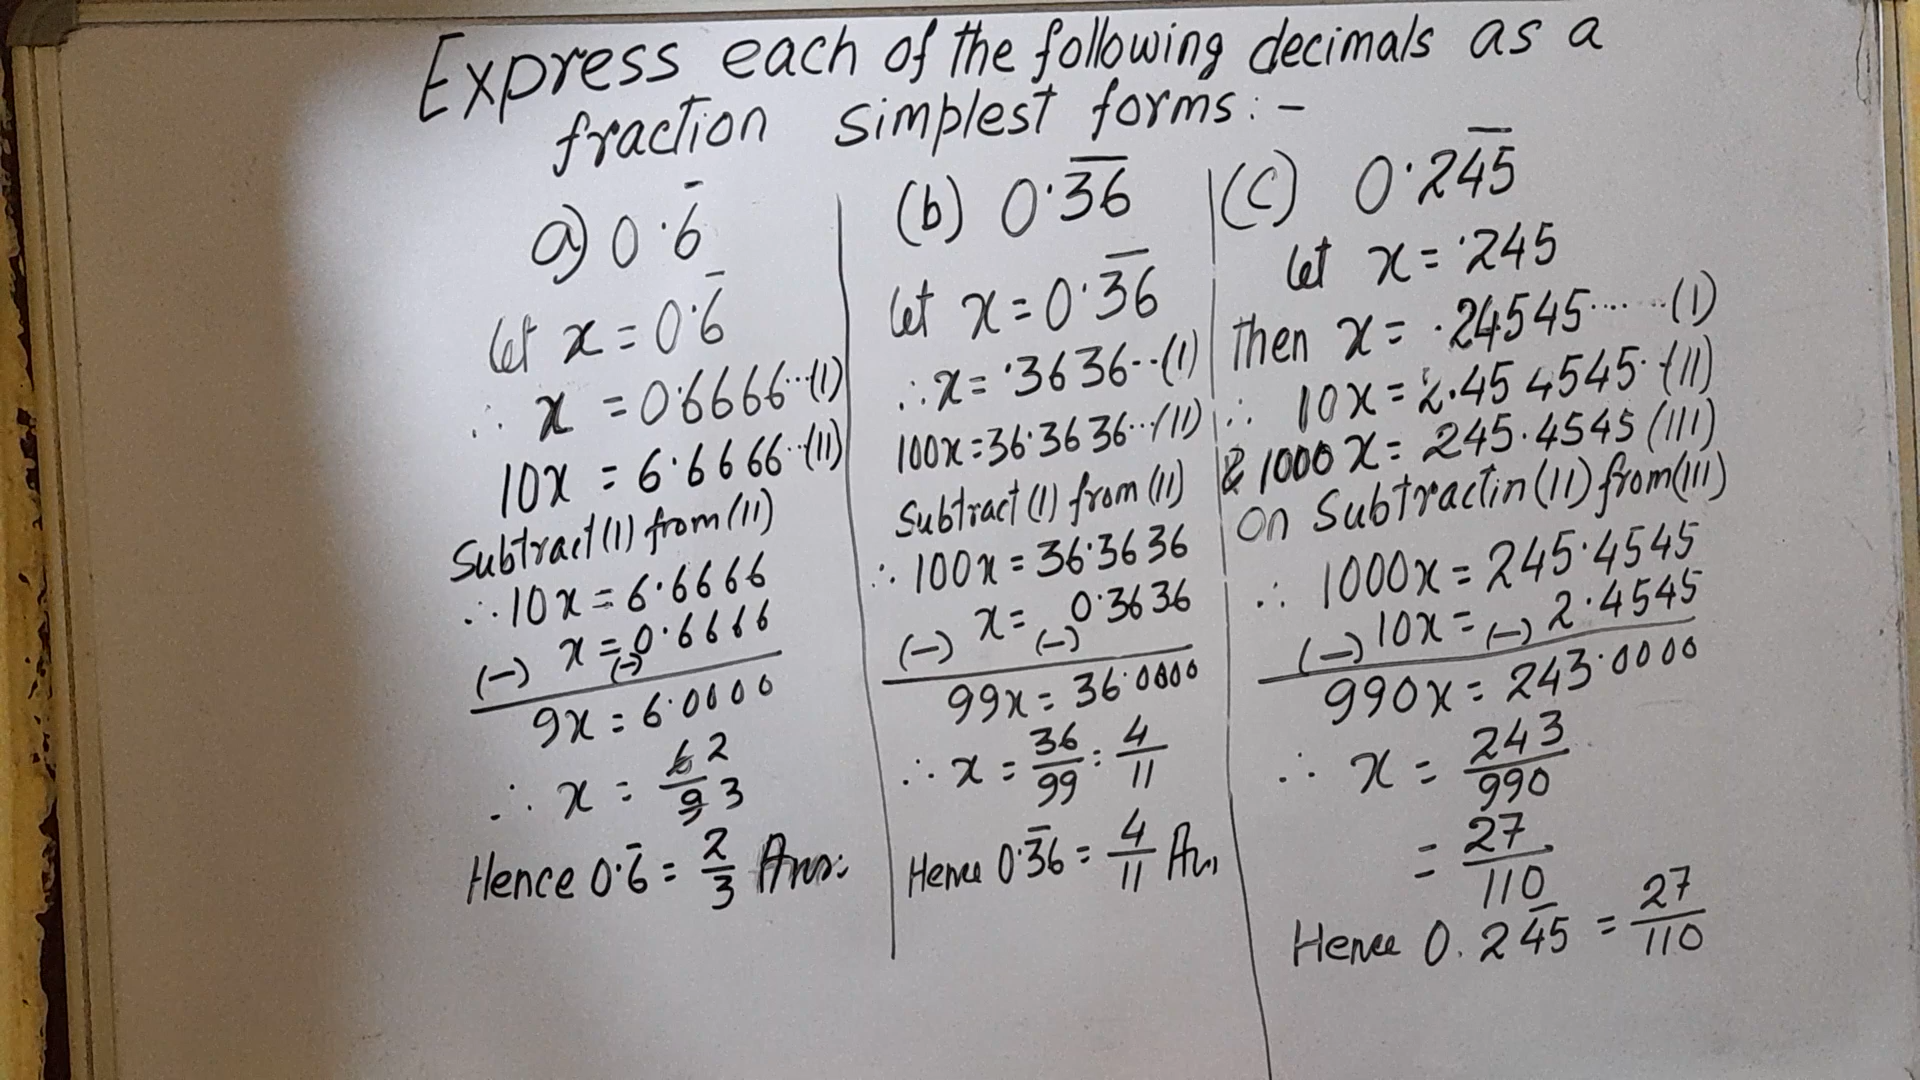 Express each of the following decimals as a
fraction simplest forms:-
a) 0.6̅
Let x = 0.6̅
∴ x = 0.6666...(I)
10x = 6.6666...(II)
Subtract (I) from (II)
∴ 10x = 6.6666
(-) x = (-) 0.6666
9x = 6.0000
∴ x = 6/9 2/3
Hence 0.6̅ = 2/3 Ans:
(b) 0.3̅6̅
Let x = 0.3̅6̅
∴ x = .3636--(I)
100x = 36.3636...(II)
Subtract (I) from (II)
∴ 100x = 36.3636
(-) x = (-) 0.3636
99x = 36.0000
∴ x = 36/99 = 4/11
Hence 0.3̅6 = 4/11 An,
(C) 0.24̅5̅
Let x = .245
Then x = .24545......(I)
∴ 10x = 2.454545.(II)
& 1000x = 245.4545 (III)
On Subtractin (II) from (III)
∴ 1000x = 245.4545
(-) 10x = (-) 2.4545
990x = 243.0000
∴ x = 243/990
= 27/110
Hence 0.24̅5̅ = 27/110